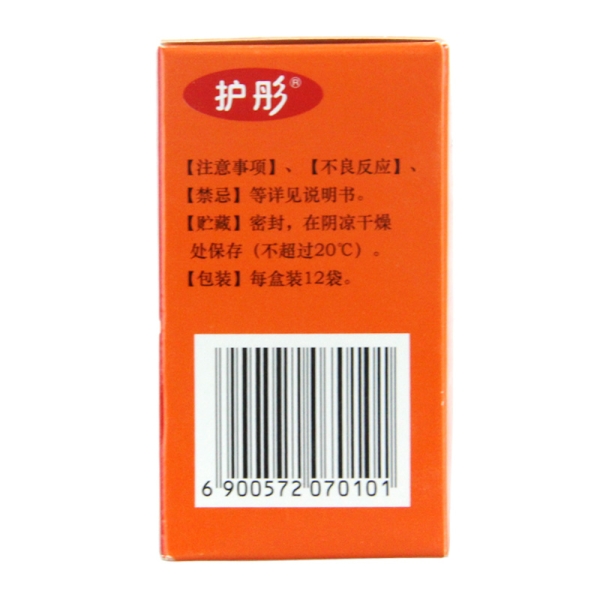 护彤®
【注意事项】、【不良反应】、
【禁忌】等详见说明书。
【贮藏】密封，在阴凉干燥
处保存（不超过20℃）。
【包装】每盒装12袋。
6 900572 070101